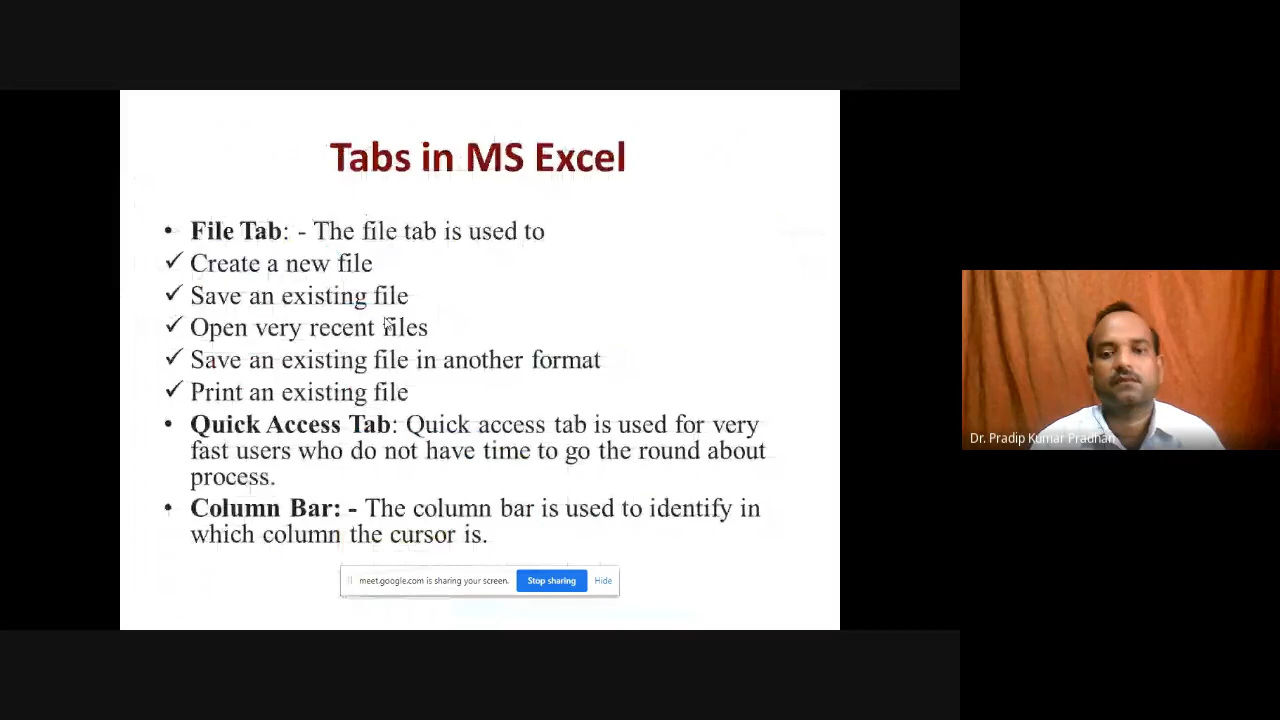 Tabs in MS Excel
• File Tab: - The file tab is used to
✓ Create a new file
✓ Save an existing file
✓ Open very recent files
✓ Save an existing file in another format
✓ Print an existing file
• Quick Access Tab: Quick access tab is used for very
fast users who do not have time to go the round about
process.
• Column Bar: - The column bar is used to identify in
which column the cursor is.
meet.google.com is sharing your screen. Stop sharing Hide
Dr. Pradip Kumar Pradhan